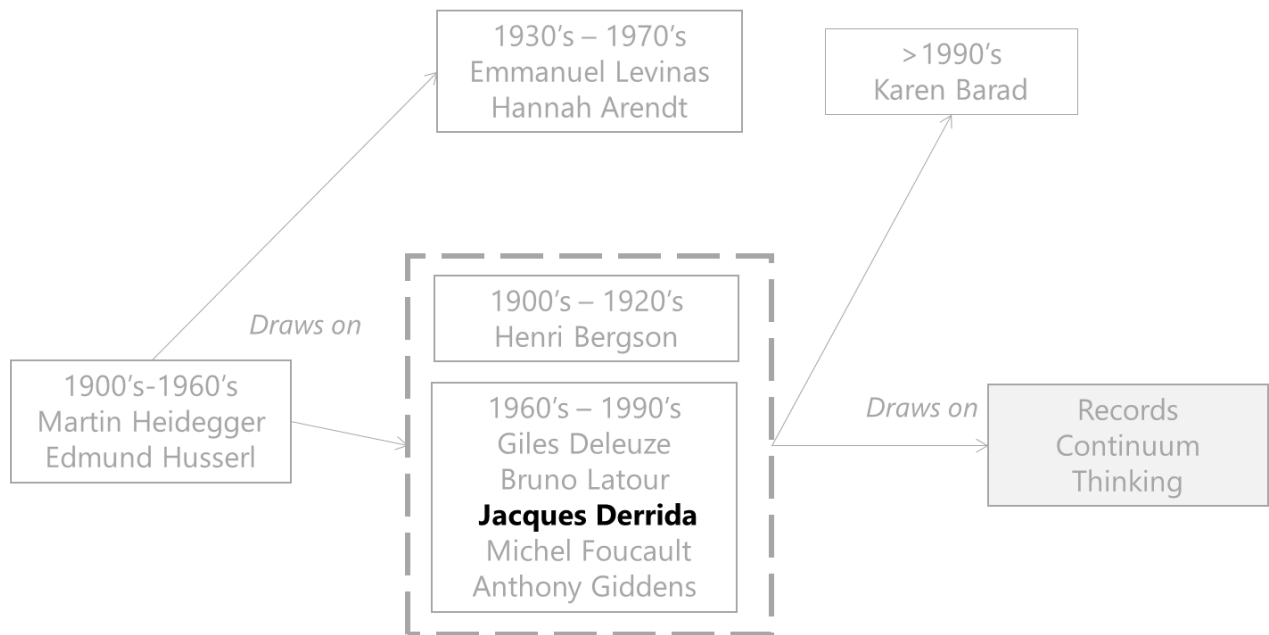 1930’s – 1970’s
Emmanuel Levinas
Hannah Arendt
>1990’s
Karen Barad
Draws on
1900’s-1960’s
Martin Heidegger
Edmund Husserl
1900’s – 1920’s
Henri Bergson
1960’s – 1990’s
Giles Deleuze
Bruno Latour
Jacques Derrida
Michel Foucault
Anthony Giddens
Draws on
Records
Continuum
Thinking